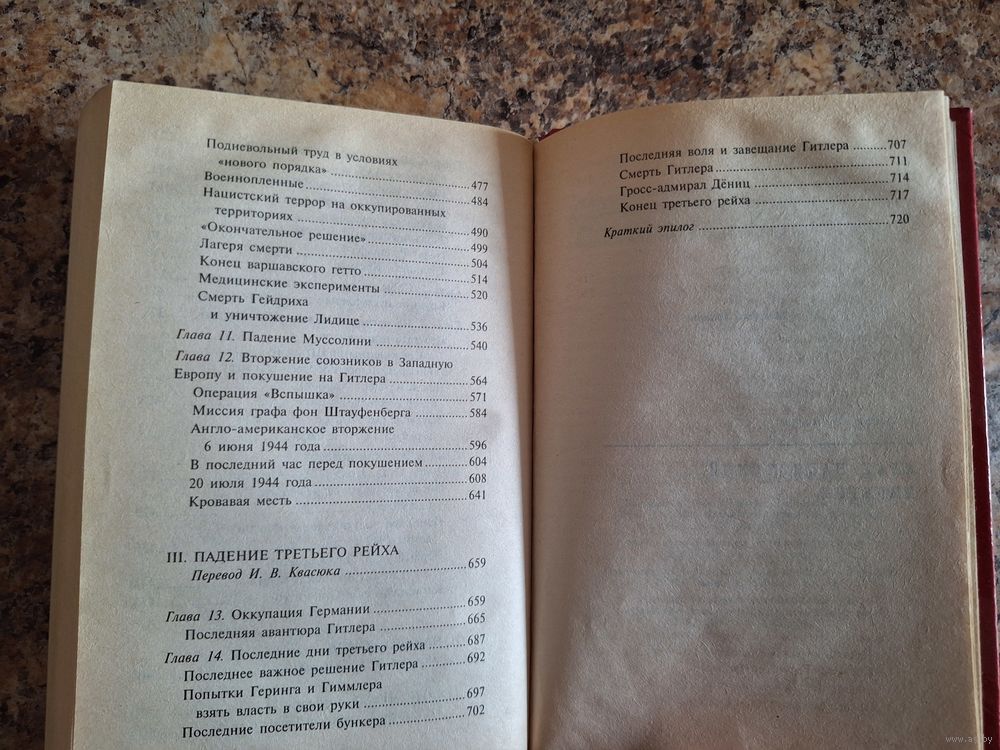 Подневольный труд в условиях
«нового порядка» 477
Военнопленные 484
Нацистский террор на оккупированных
территориях 490
«Окончательное решение» 499
Лагеря смерти 504
Конец варшавского гетто 514
Медицинские эксперименты 520
Смерть Гейдриха
и уничтожение Лидице 536
Глава 11. Падение Муссолини 540
Глава 12. Вторжение союзников в Западную
Европу и покушение на Гитлера 564
Операция «Вспышка» 571
Миссия графа фон Штауфенберга 584
Англо-американское вторжение
6 июня 1944 года 596
В последний час перед покушением 604
20 июля 1944 года 608
Кровавая месть 641
III. ПАДЕНИЕ ТРЕТЬЕГО РЕЙХА
Перевод И. В. Квасюка 659
Глава 13. Оккупация Германии 659
Последняя авантюра Гитлера 665
Глава 14. Последние дни третьего рейха 687
Последнее важное решение Гитлера 692
Попытки Геринга и Гиммлера
взять власть в свои руки 697
Последние посетители бункера 702
Последняя воля и завещание Гитлера 707
Смерть Гитлера 711
Гросс-адмирал Дёниц 714
Конец третьего рейха 717
Краткий эпилог 720
www.ay.by